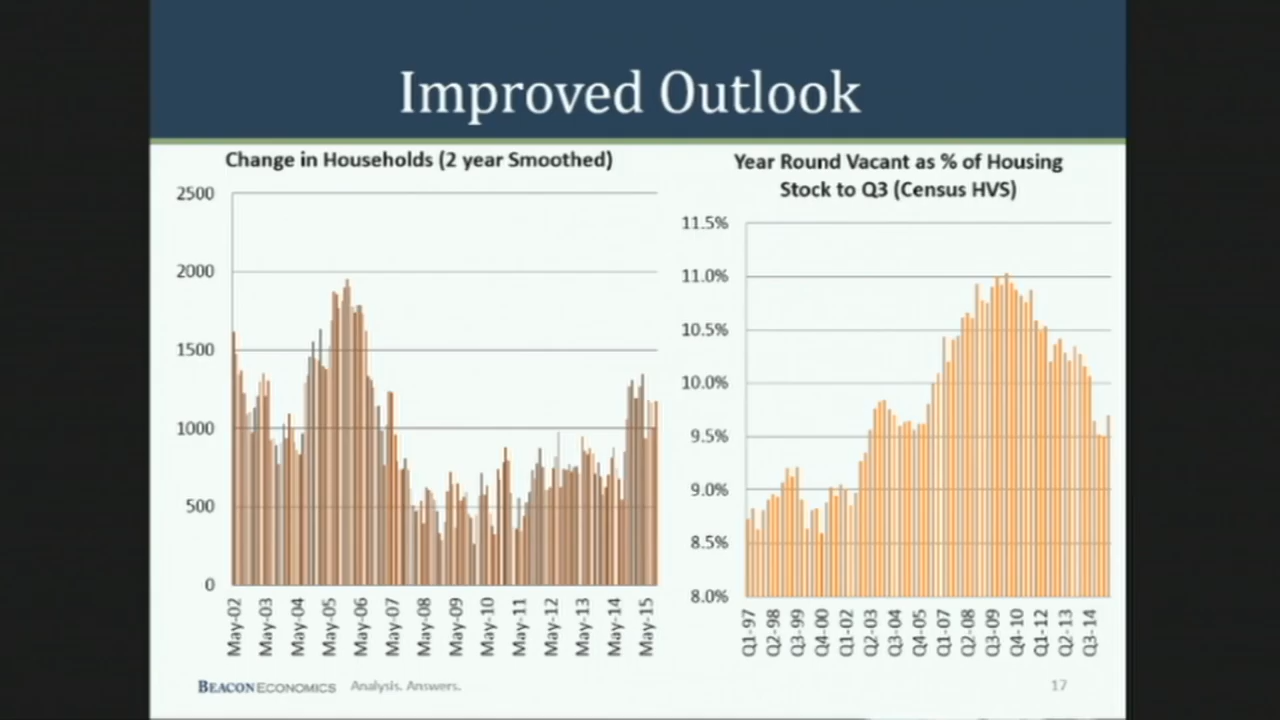 Improved Outlook
Change in Households (2 year Smoothed)
2500
2000
1500
1000
500
0
May-02
May-03
May-04
May-05
May-06
May-07
May-08
May-09
May-10
May-11
May-12
May-13
May-14
May-15
Year Round Vacant as % of Housing
Stock to Q3 (Census HVS)
11.5%
11.0%
10.5%
10.0%
9.5%
9.0%
8.5%
8.0%
Q1-97
Q2-98
Q3-99
Q4-00
Q1-02
Q2-03
Q3-04
Q4-05
Q1-07
Q2-08
Q3-09
Q4-10
Q1-12
Q2-13
Q3-14
BEACON ECONOMICS Analysis. Answers.
17